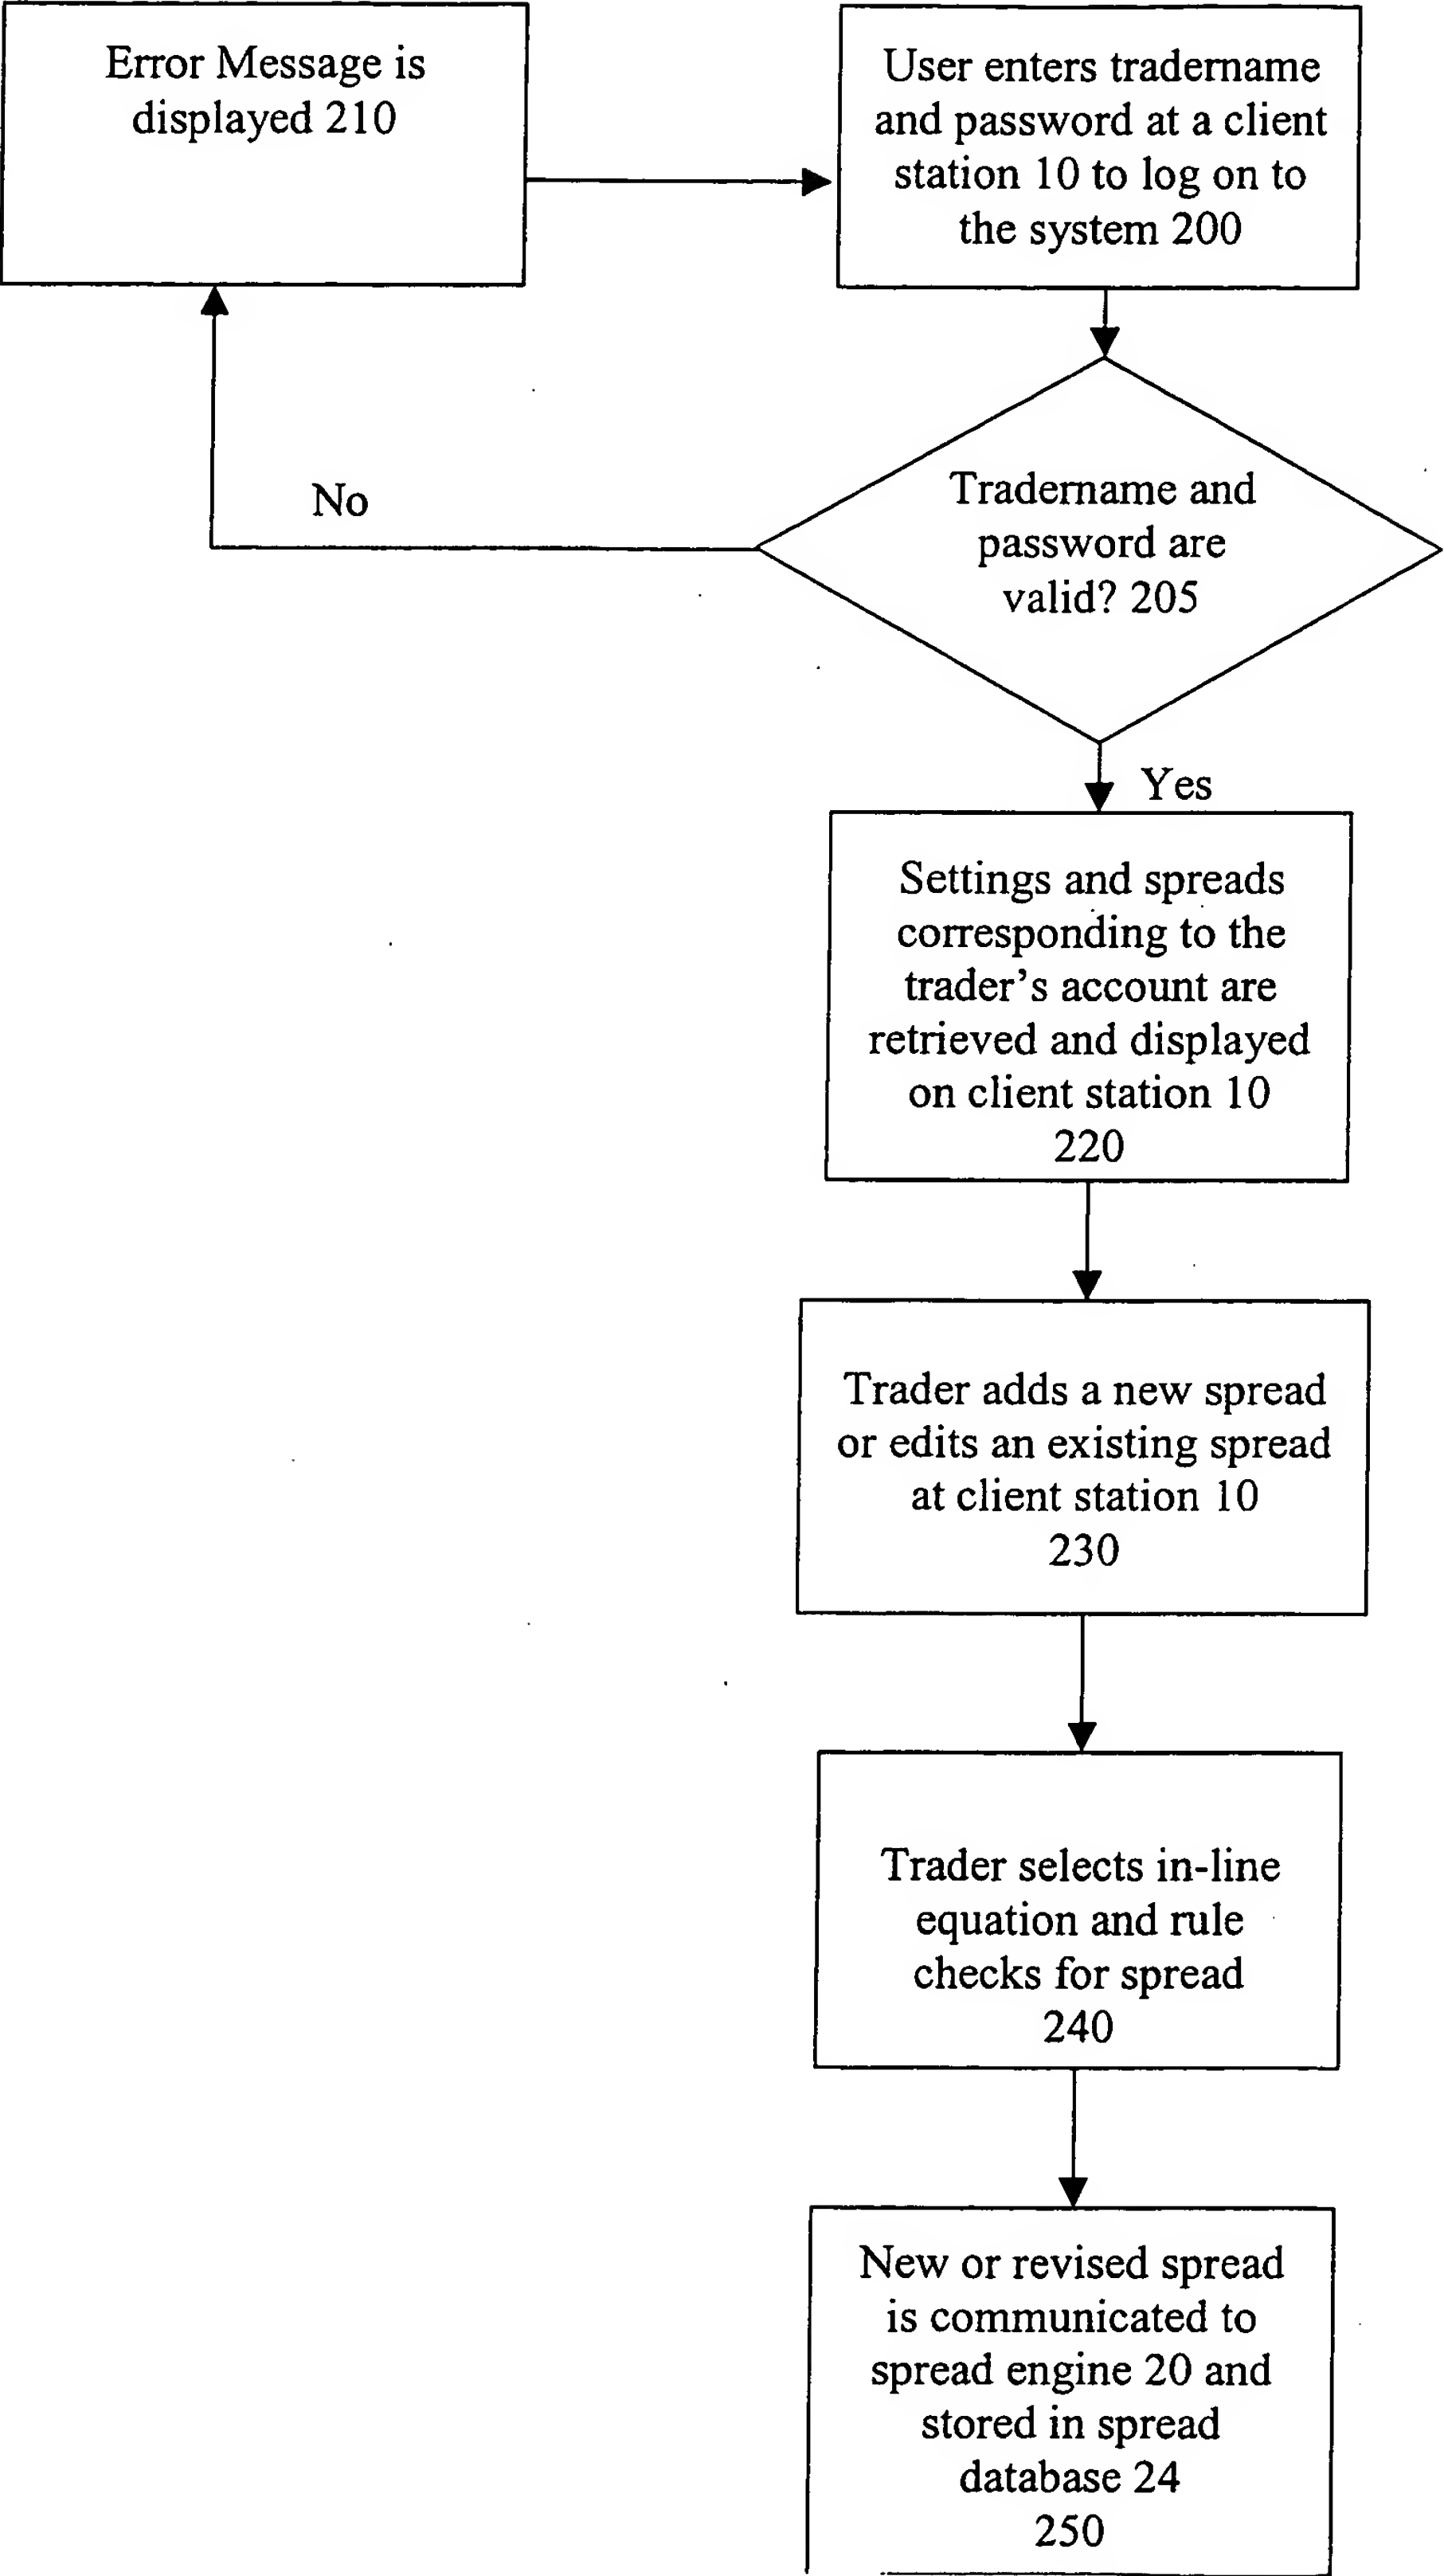 Error Message is
displayed 210
User enters tradername
and password at a client
station 10 to log on to
the system 200
No
Tradername and
password are
valid? 205
Yes
Settings and spreads
corresponding to the
trader’s account are
retrieved and displayed
on client station 10
220
Trader adds a new spread
or edits an existing spread
at client station 10
230
Trader selects in-line
equation and rule
checks for spread
240
New or revised spread
is communicated to
spread engine 20 and
stored in spread
database 24
250